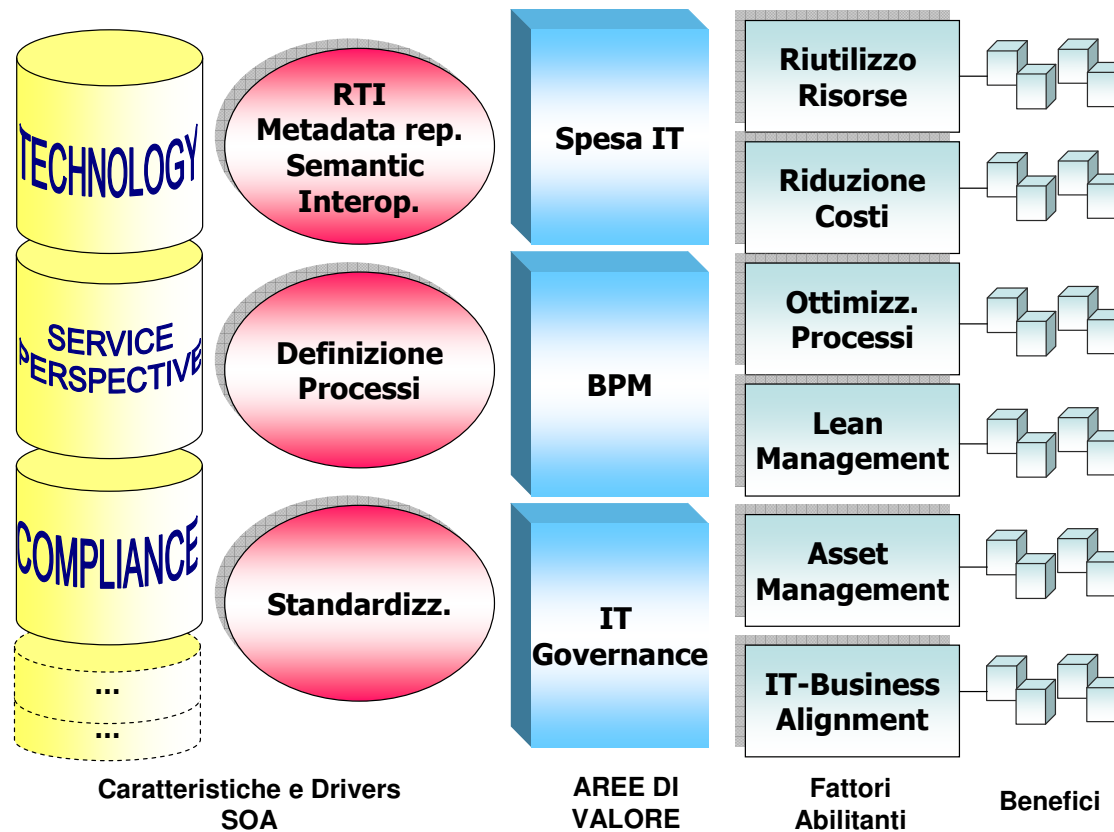 TECHNOLOGY
SERVICE
PERSPECTIVE
COMPLIANCE
...
...
RTI
Metadata rep.
Semantic
Interop.
Definizione
Processi
Standardizz.
Spesa IT
BPM
IT
Governance
Riutilizzo
Risorse
Riduzione
Costi
Ottimizz.
Processi
Lean
Management
Asset
Management
IT-Business
Alignment
Caratteristiche e Drivers
SOA
AREE DI
VALORE
Fattori
Abilitanti
Benefici